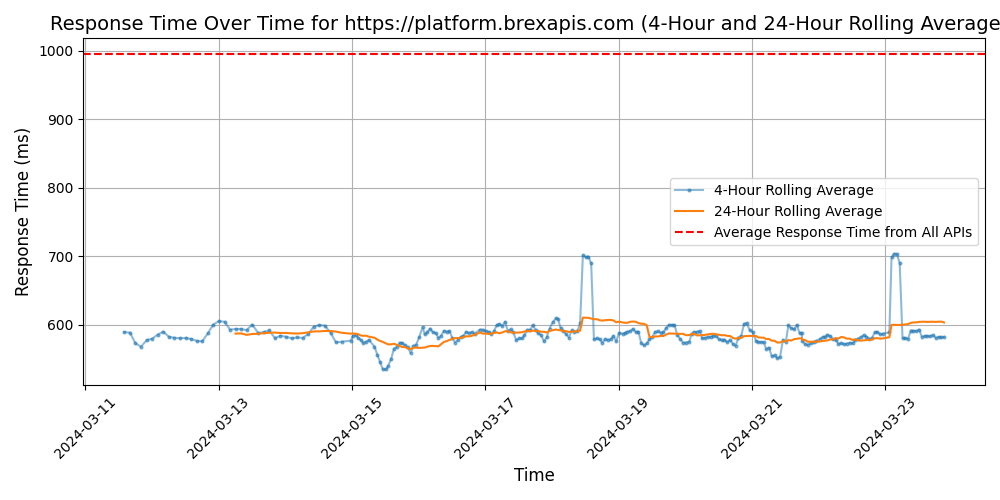 Response Time Over Time for https://platform.brexapis.com (4-Hour and 24-Hour Rolling Average
Response Time (ms)
1000
900
800
700
600
4-Hour Rolling Average
24-Hour Rolling Average
Average Response Time from All APIs
2024-03-11
2024-03-13
2024-03-15
2024-03-17
2024-03-19
2024-03-21
2024-03-23
Time